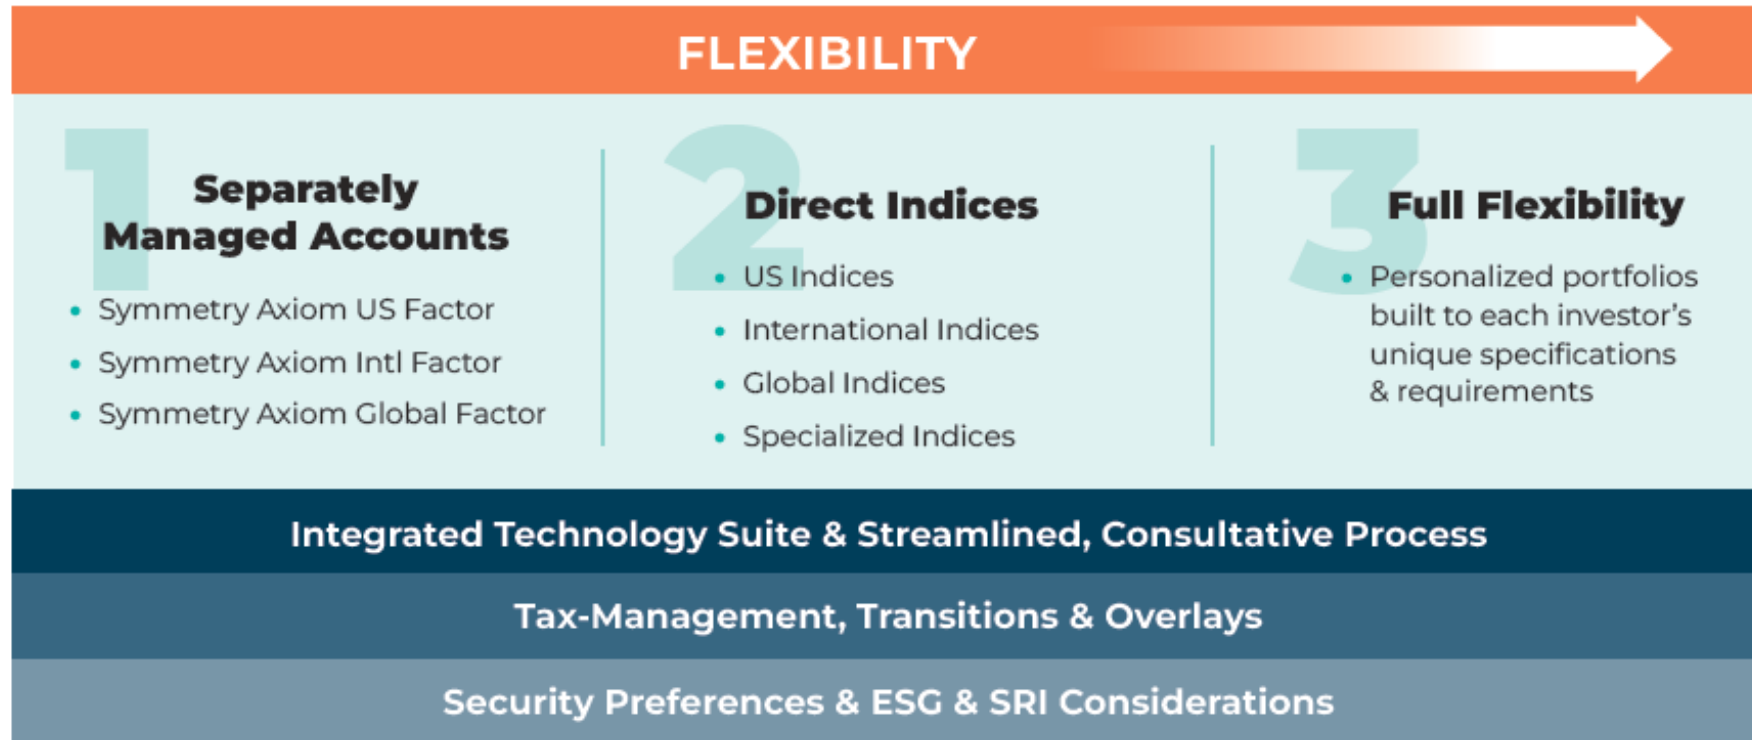 FLEXIBILITY
1
Separately
Managed Accounts
• Symmetry Axiom US Factor
• Symmetry Axiom Intl Factor
• Symmetry Axiom Global Factor
2
Direct Indices
• US Indices
• International Indices
• Global Indices
• Specialized Indices
3
Full Flexibility
• Personalized portfolios
built to each investor’s
unique specifications
& requirements
Integrated Technology Suite & Streamlined, Consultative Process
Tax-Management, Transitions & Overlays
Security Preferences & ESG & SRI Considerations